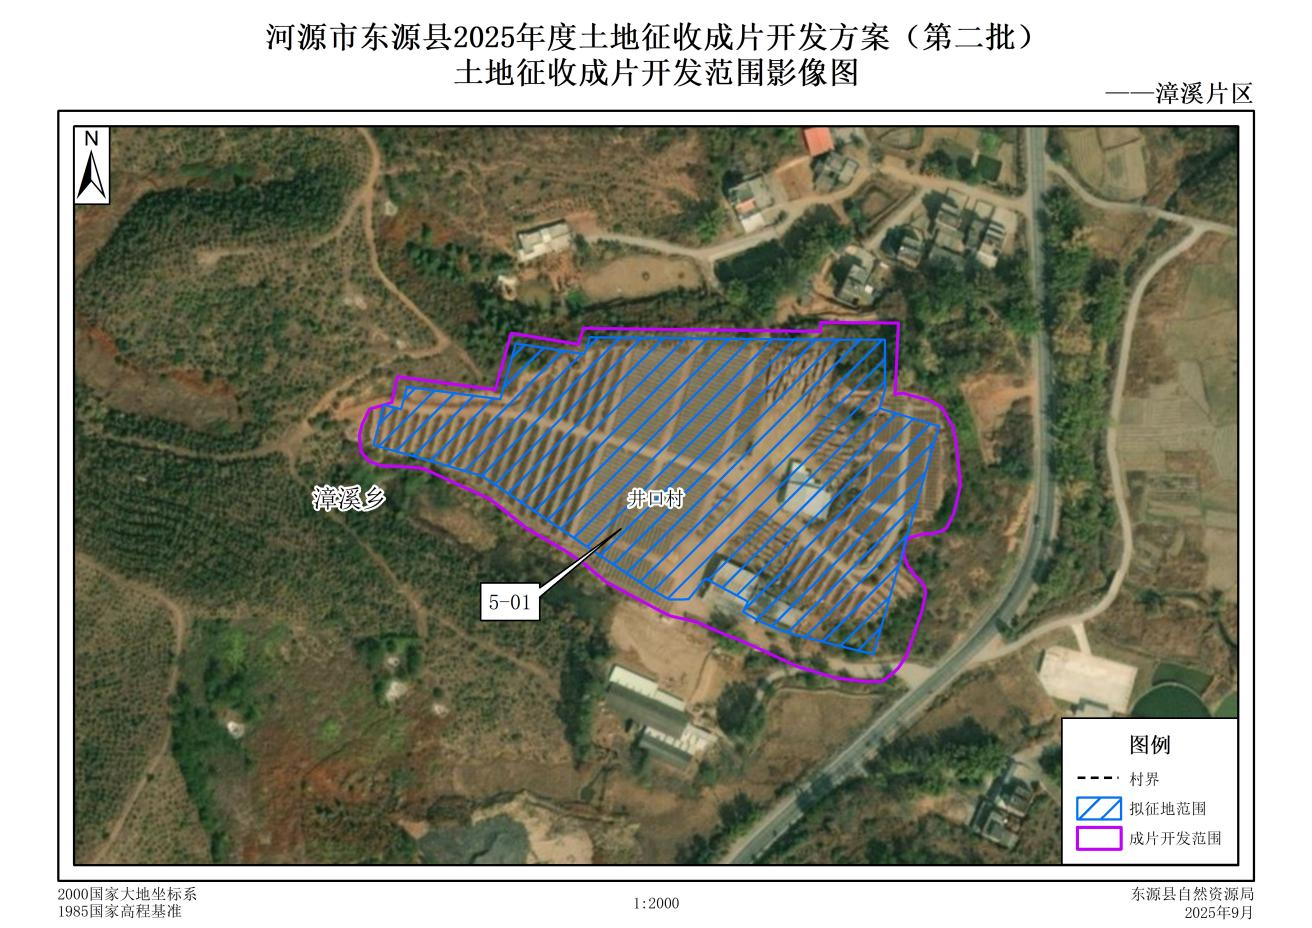 河源市东源县2025年度土地征收成片开发方案（第二批）
土地征收成片开发范围影像图
——漳溪片区
N
漳溪乡
井口村
5-01
图例
村界
拟征地范围
成片开发范围
2000国家大地坐标系
1985国家高程基准
1:2000
东源县自然资源局
2025年9月